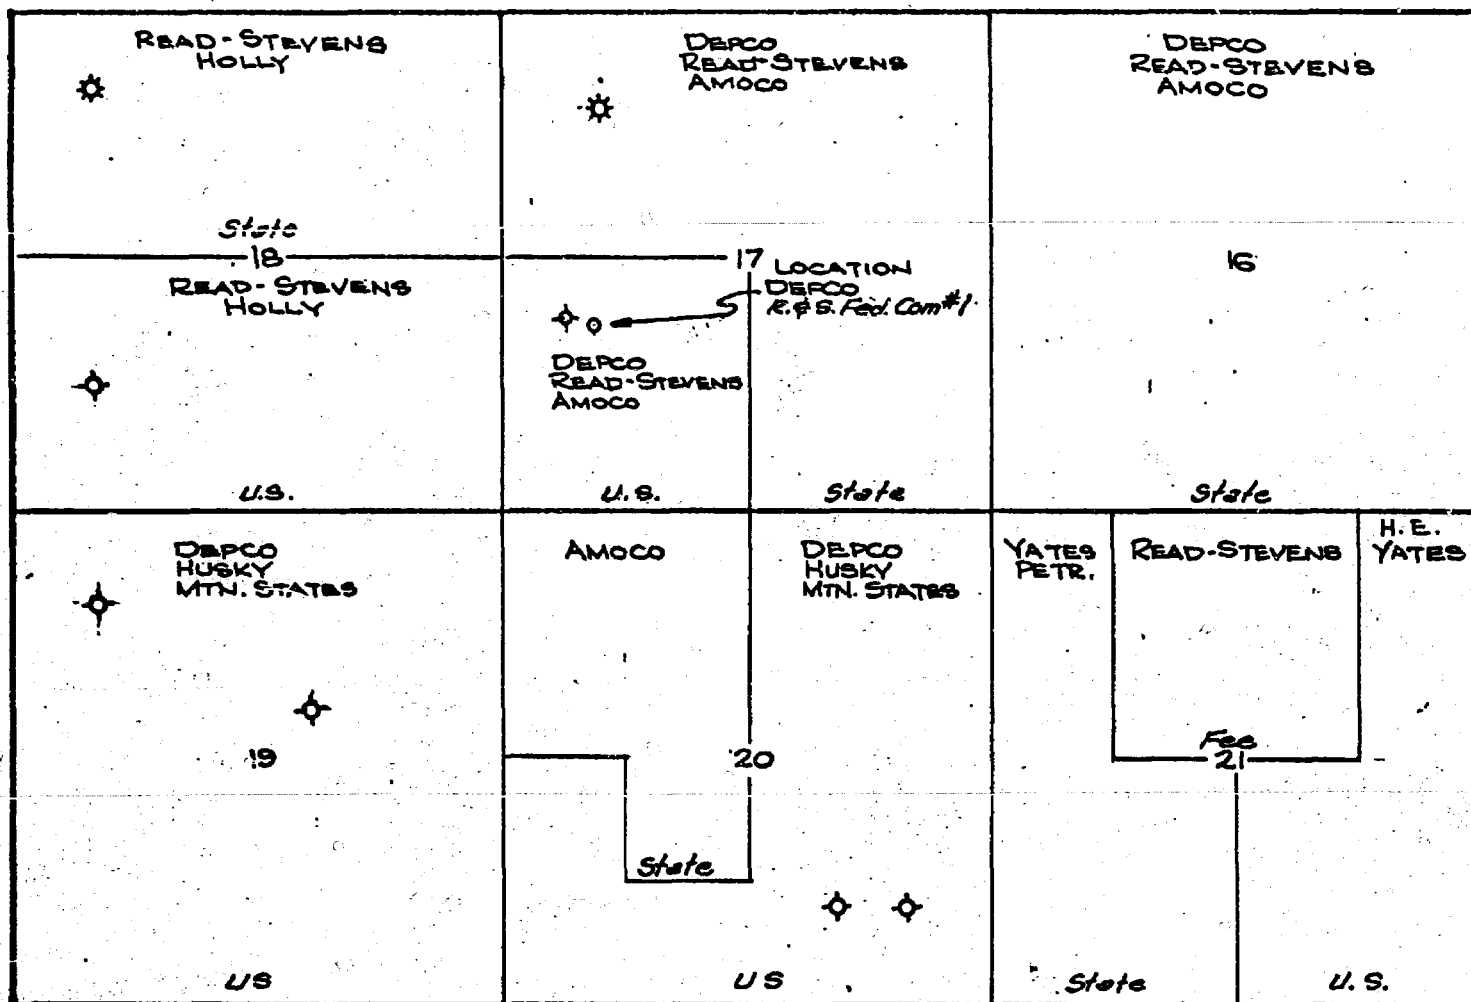 READ-STEVENS
HOLLY
State
18
READ-STEVENS
HOLLY
U.S.
DEPCO
READ-STEVENS
AMOCO
17
LOCATION
DEPCO
R.&S. Fed. Com #1
DEPCO
READ-STEVENS
AMOCO
U.S.
State
DEPCO
READ-STEVENS
AMOCO
16
State
DEPCO
HUSKY
MTN. STATES
19
US
AMOCO
DEPCO
HUSKY
MTN. STATES
20
State
US
YATES
PETR.
READ-STEVENS
H.E.
YATES
Fee
21
State
U.S.